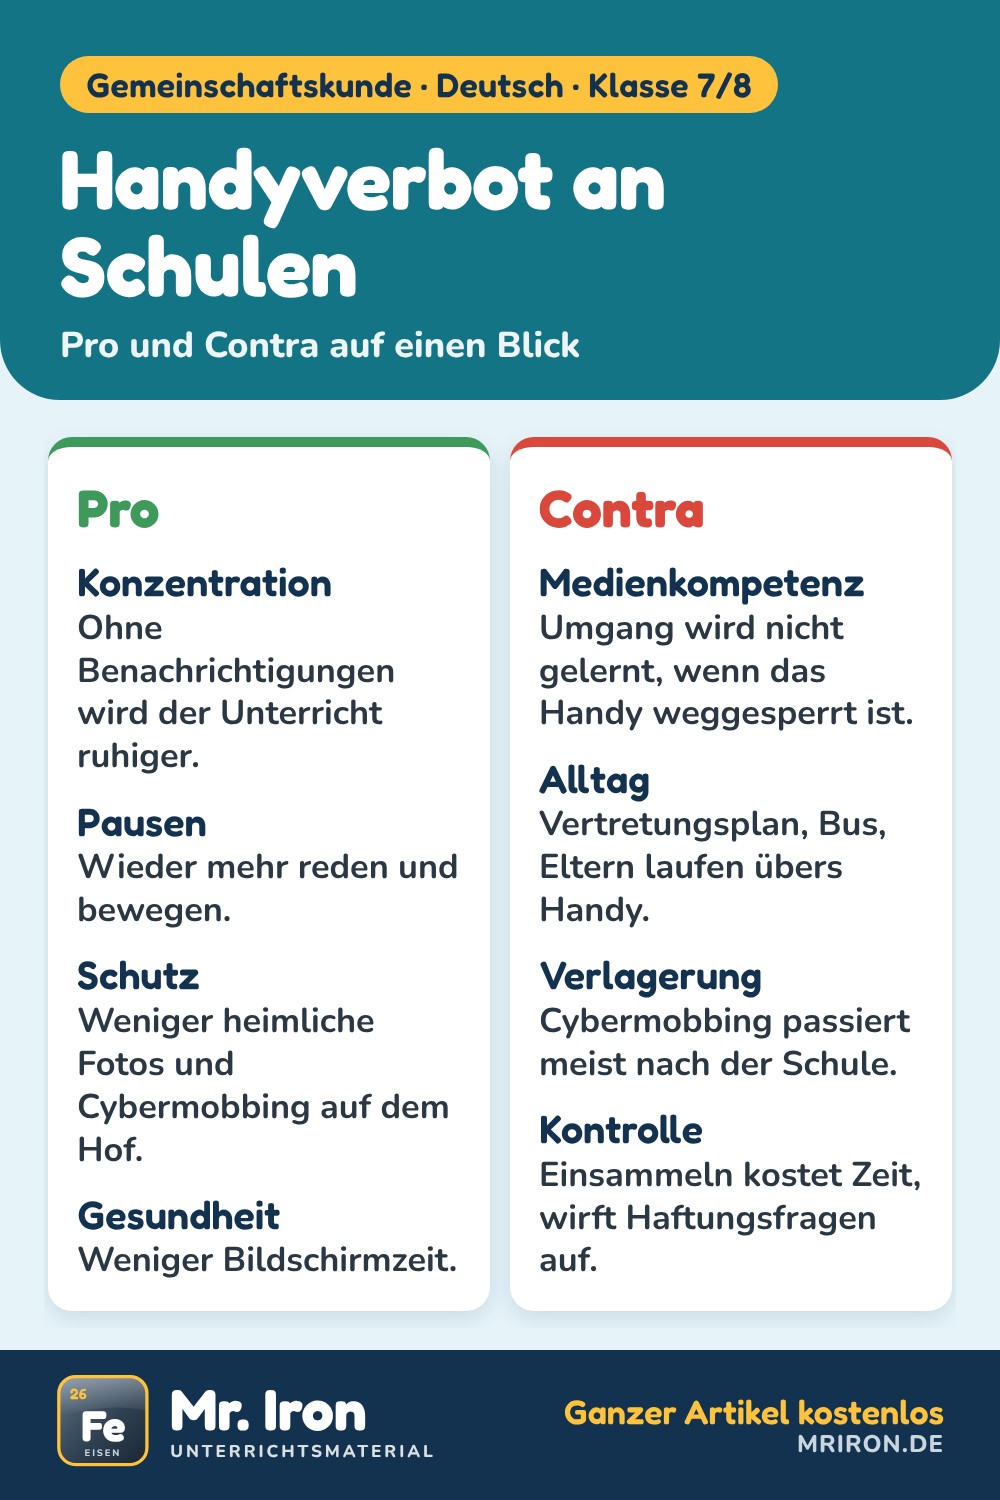 Gemeinschaftskunde · Deutsch · Klasse 7/8
Handyverbot an
Schulen
Pro und Contra auf einen Blick
Pro
Konzentration
Ohne
Benachrichtigungen
wird der Unterricht
ruhiger.
Pausen
Wieder mehr reden und
bewegen.
Schutz
Weniger heimliche
Fotos und
Cybermobbing auf dem
Hof.
Gesundheit
Weniger Bildschirmzeit.
Contra
Medienkompetenz
Umgang wird nicht
gelernt, wenn das
Handy weggesperrt ist.
Alltag
Vertretungsplan, Bus,
Eltern laufen übers
Handy.
Verlagerung
Cybermobbing passiert
meist nach der Schule.
Kontrolle
Einsammeln kostet Zeit,
wirft Haftungsfragen
auf.
26
Fe
EISEN
Mr. Iron
UNTERRICHTSMATERIAL
Ganzer Artikel kostenlos
MRIRON.DE